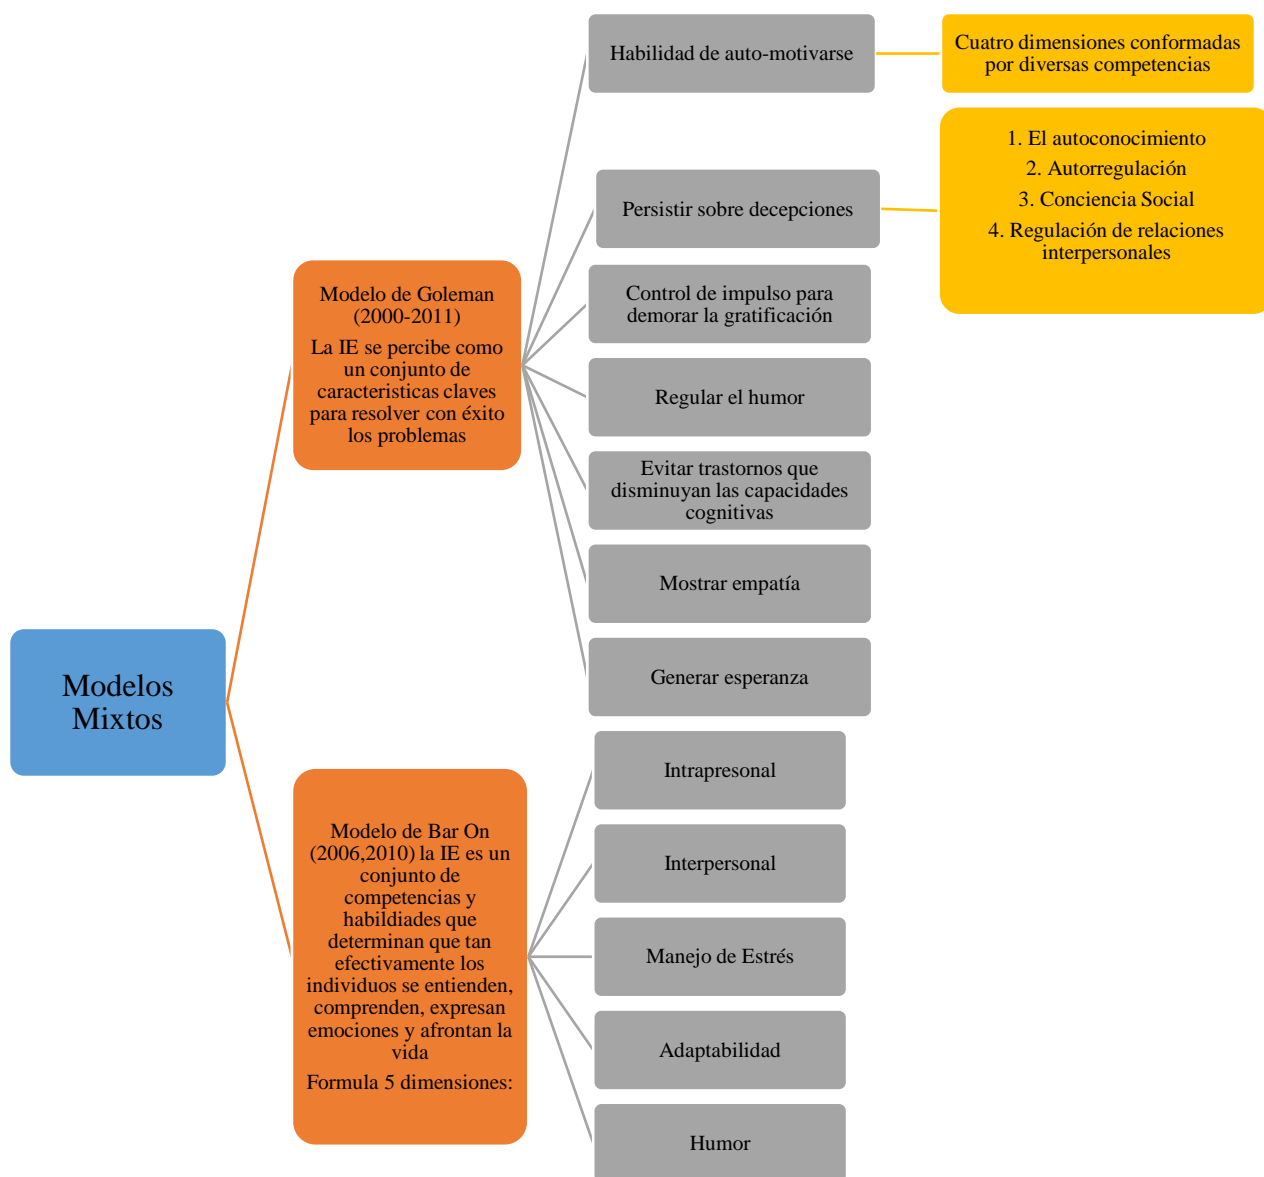 Modelos
Mixtos
Modelo de Goleman
(2000-2011)
La IE se percibe como
un conjunto de
caracteristicas claves
para resolver con éxito
los problemas
Habilidad de auto-motivarse
Cuatro dimensiones conformadas
por diversas competencias
Persistir sobre decepciones
1. El autoconocimiento
2. Autorregulación
3. Conciencia Social
4. Regulación de relaciones
interpersonales
Control de impulso para
demorar la gratificación
Regular el humor
Evitar trastornos que
disminuyan las capacidades
cognitivas
Mostrar empatía
Generar esperanza
Modelo de Bar On
(2006,2010) la IE es un
conjunto de
competencias y
habildiades que
determinan que tan
efectivamente los
individuos se entienden,
comprenden, expresan
emociones y afrontan la
vida
Formula 5 dimensiones:
Intrapresonal
Interpersonal
Manejo de Estrés
Adaptabilidad
Humor